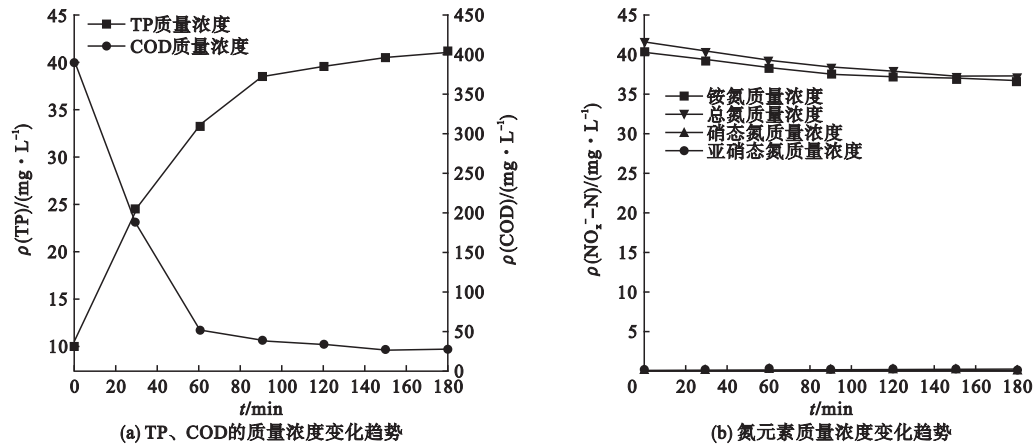 TP质量浓度
COD质量浓度
45
40
35
30
25
20
15
10
ρ(TP)/(mg·L⁻¹)
450
400
350
300
250
200
150
100
50
0
ρ(COD)/(mg·L⁻¹)
0 20 40 60 80 100 120 140 160 180
t/min
(a) TP、COD的质量浓度变化趋势
45
40
35
30
25
20
15
10
5
ρ(NOₓ⁻−N)/(mg·L⁻¹)
铵氮质量浓度
总氮质量浓度
硝态氮质量浓度
亚硝态氮质量浓度
0 20 40 60 80 100 120 140 160 180
t/min
(b) 氮元素质量浓度变化趋势